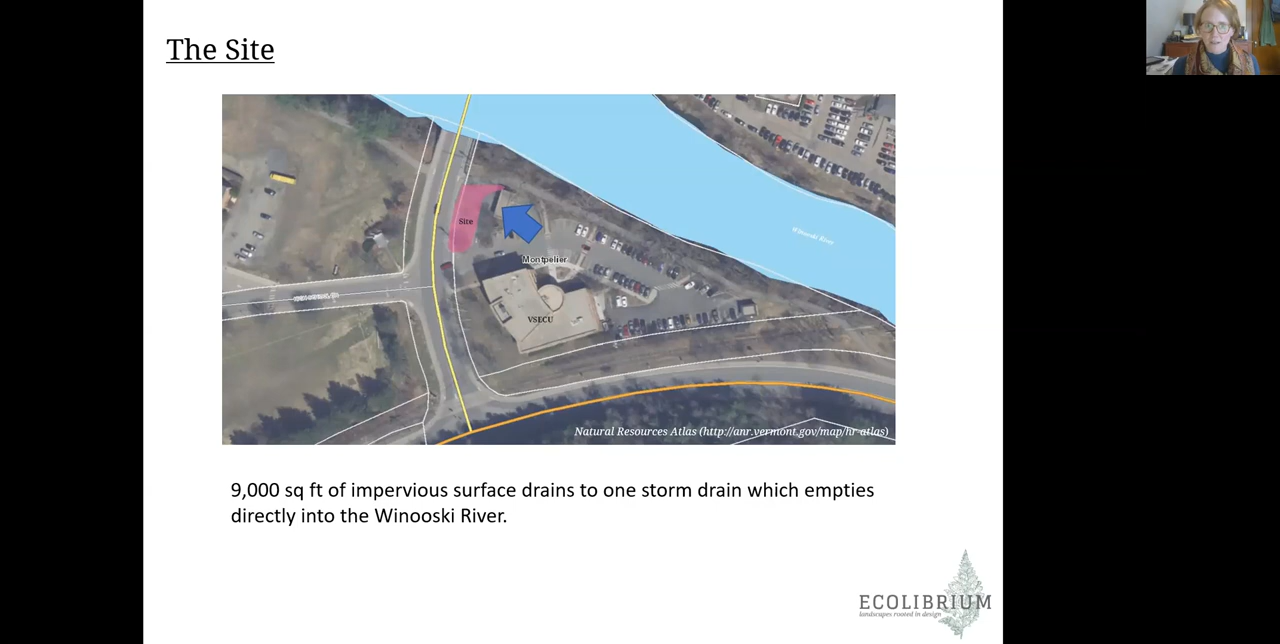 The Site
Site
Winooski River
Montpelier
VSECU
Natural Resources Atlas (http://anr.vermont.gov/map/nr-atlas)
9,000 sq ft of impervious surface drains to one storm drain which empties
directly into the Winooski River.
ECOLIBRIUM
landscapes rooted in design